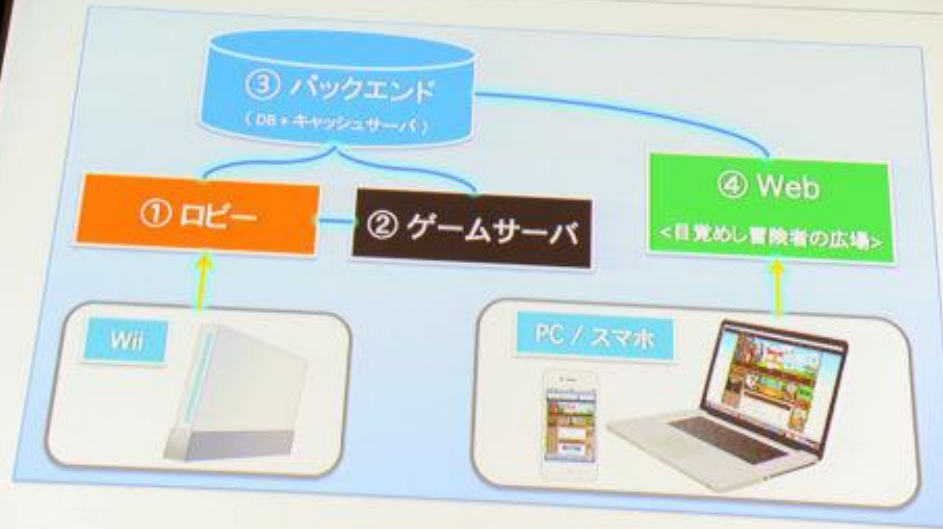 ③ バックエンド
( DB + キャッシュサーバ )
① ロビー
② ゲームサーバ
④ Web
<目覚めし冒険者の広場>
Wii
PC / スマホ